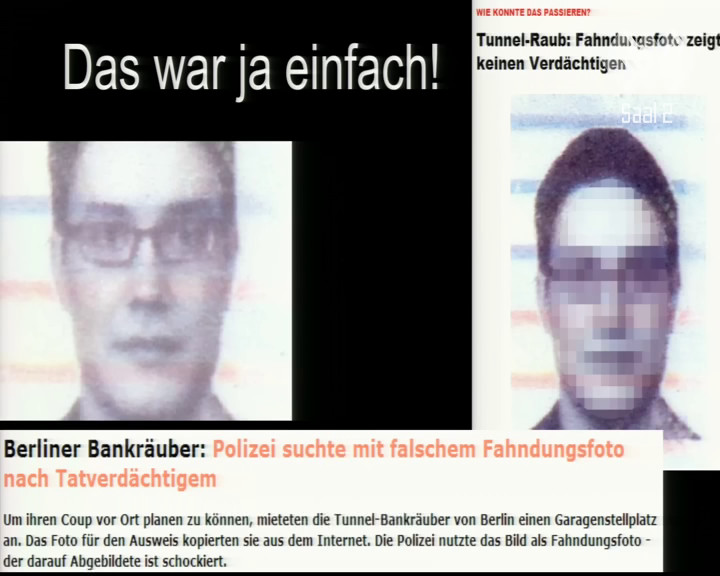 Das war ja einfach!
WIE KONNTE DAS PASSIEREN?
Tunnel-Raub: Fahndungsfoto zeigt
keinen Verdächtigen
Saal 2
Berliner Bankräuber: Polizei suchte mit falschem Fahndungsfoto
nach Tatverdächtigem
Um ihren Coup vor Ort planen zu können, mieteten die Tunnel-Bankräuber von Berlin einen Garagenstellplatz
an. Das Foto für den Ausweis kopierten sie aus dem Internet. Die Polizei nutzte das Bild als Fahndungsfoto -
der darauf Abgebildete ist schockiert.